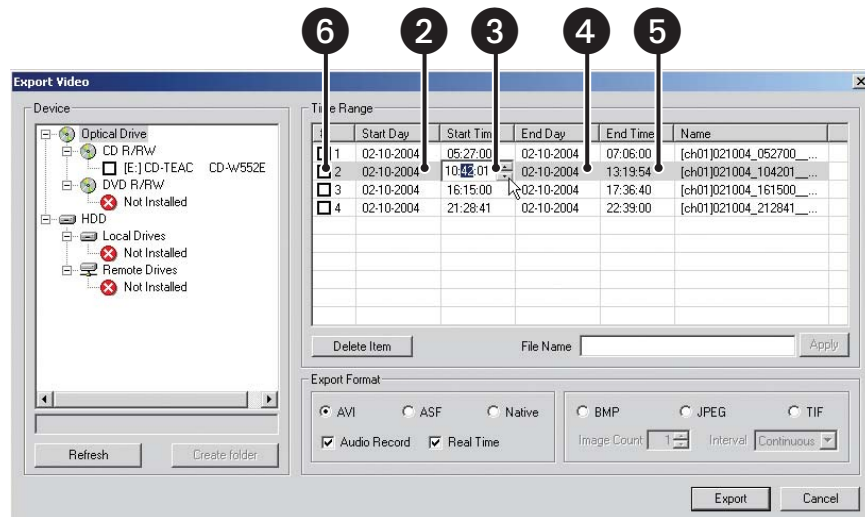 6 2 3 4 5
Export Video
Device
Optical Drive
CD R/RW
[E:] CD-TEAC CD-W552E
DVD R/RW
Not Installed
HDD
Local Drives
Not Installed
Remote Drives
Not Installed
Refresh
Create folder
Time Range
Start Day Start Tim End Day End Time Name
1 02-10-2004 05:27:00 02-10-2004 07:06:00 [ch01]021004_052700__...
2 02-10-2004 10:42:01 02-10-2004 13:19:54 [ch01]021004_104201__...
3 02-10-2004 16:15:00 02-10-2004 17:36:40 [ch01]021004_161500__...
4 02-10-2004 21:28:41 02-10-2004 22:39:00 [ch01]021004_212841__...
Delete Item File Name Apply
Export Format
AVI ASF Native BMP JPEG TIF
Audio Record Real Time Image Count 1 Interval Continuous
Export Cancel